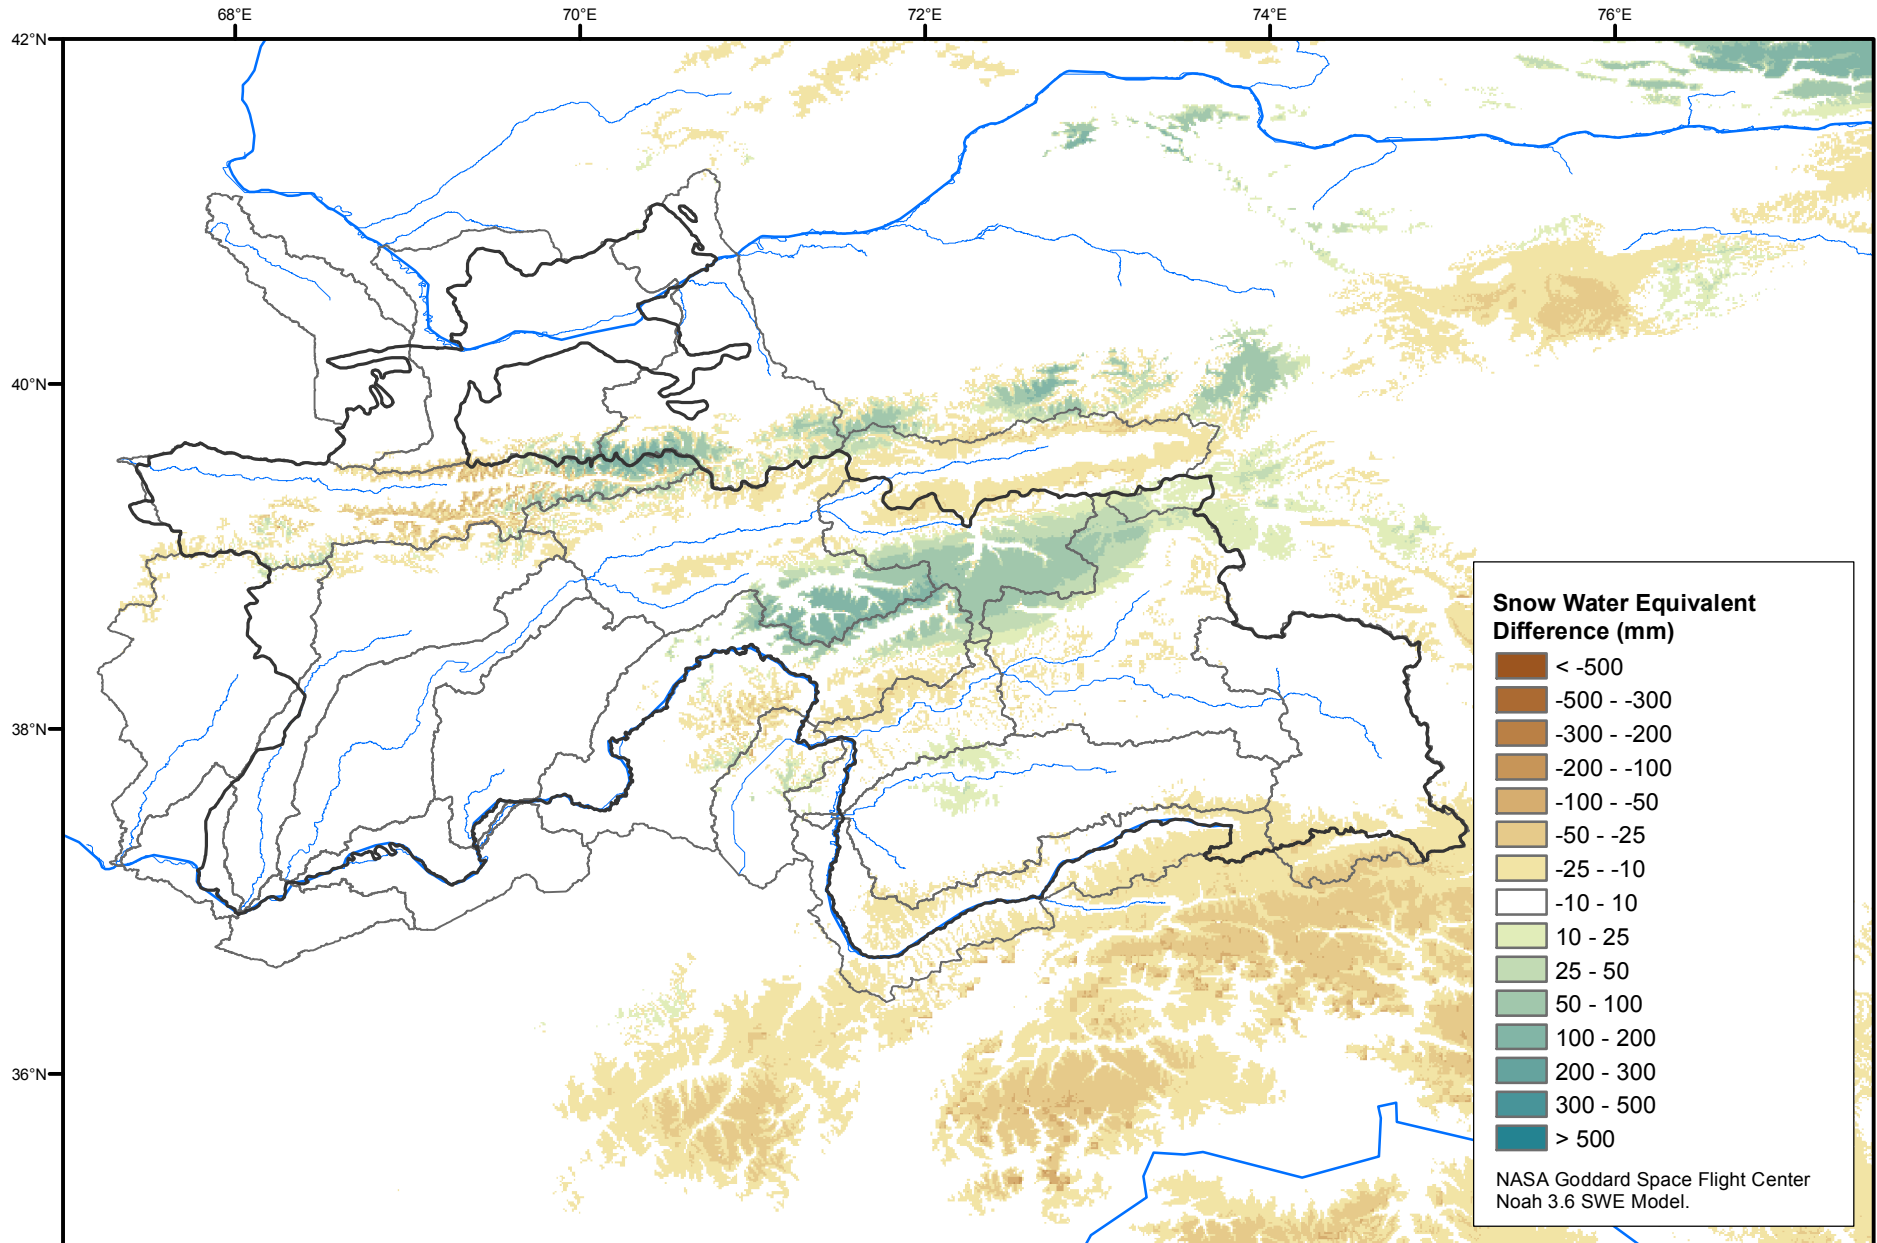 68°E
70°E
72°E
74°E
76°E
42°N
40°N
38°N
36°N
Snow Water Equivalent
Difference (mm)
< -500
-500 - -300
-300 - -200
-200 - -100
-100 - -50
-50 - -25
-25 - -10
-10 - 10
10 - 25
25 - 50
50 - 100
100 - 200
200 - 300
300 - 500
> 500
NASA Goddard Space Flight Center
Noah 3.6 SWE Model.